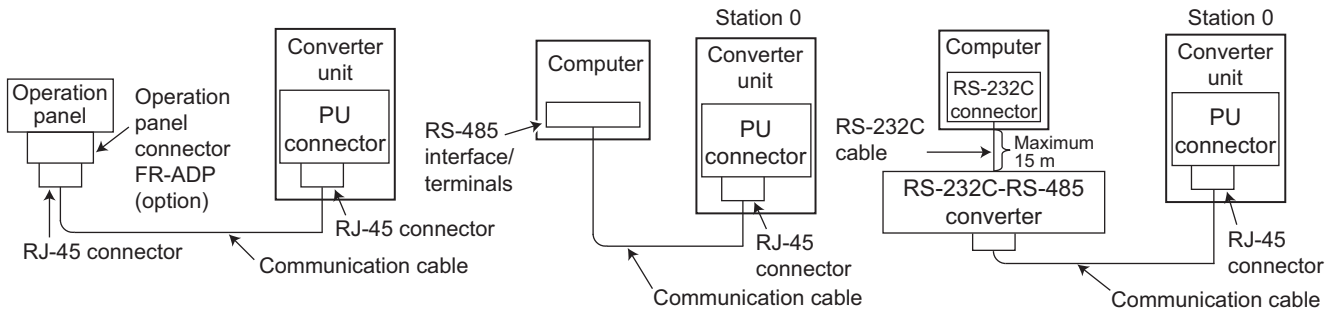 Operation
panel
Operation
panel
connector
FR-ADP
(option)
RJ-45 connector
Converter
unit
PU
connector
RJ-45 connector
Communication cable
Computer
RS-485
interface/
terminals
Station 0
Converter
unit
PU
connector
RJ-45
connector
Communication cable
Computer
RS-232C
connector
RS-232C
cable
Maximum
15 m
RS-232C-RS-485
converter
Station 0
Converter
unit
PU
connector
RJ-45
connector
Communication cable